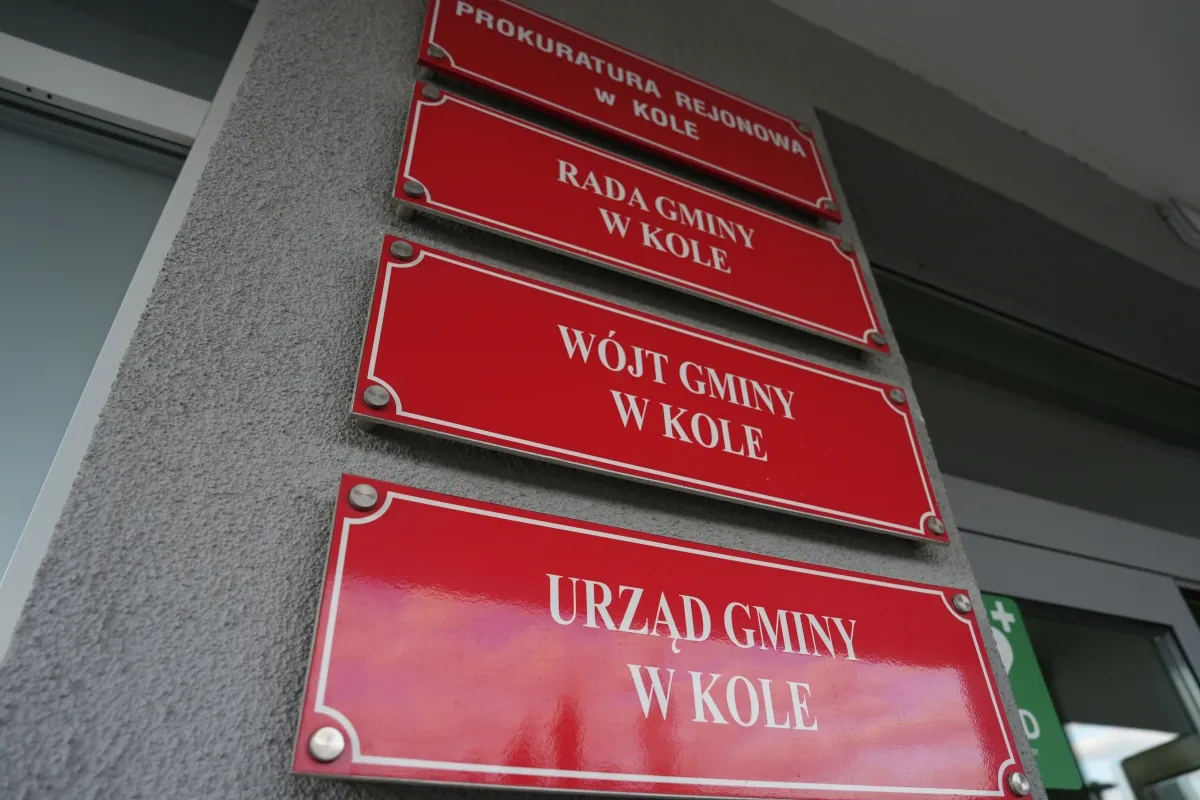 PROKURATURA REJONOWA
w KOLE
RADA GMINY
W KOLE
WÓJT GMINY
W KOLE
URZĄD GMINY
W KOLE